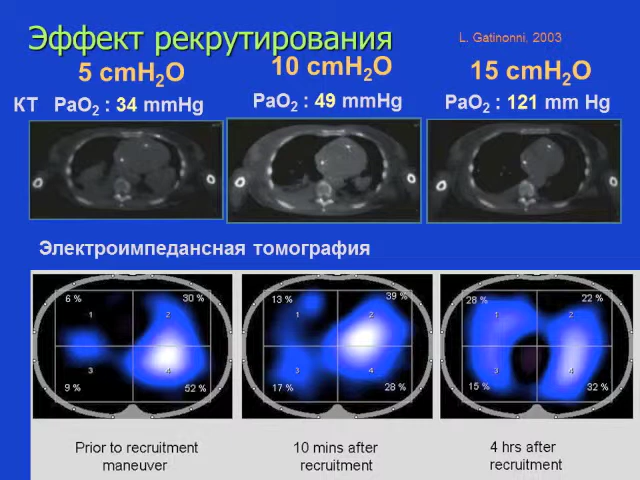 Эффект рекрутирования
L. Gatinonni, 2003
5 cmH2O
10 cmH2O
15 cmH2O
КТ PaO2 : 34 mmHg
PaO2 : 49 mmHg
PaO2 : 121 mm Hg
Электроимпедансная томография
6 %
30 %
1
2
3
4
9 %
52 %
13 %
39 %
1
2
3
4
17 %
28 %
28 %
22 %
1
2
3
4
15 %
32 %
Prior to recruitment
maneuver
10 mins after
recruitment
4 hrs after
recruitment